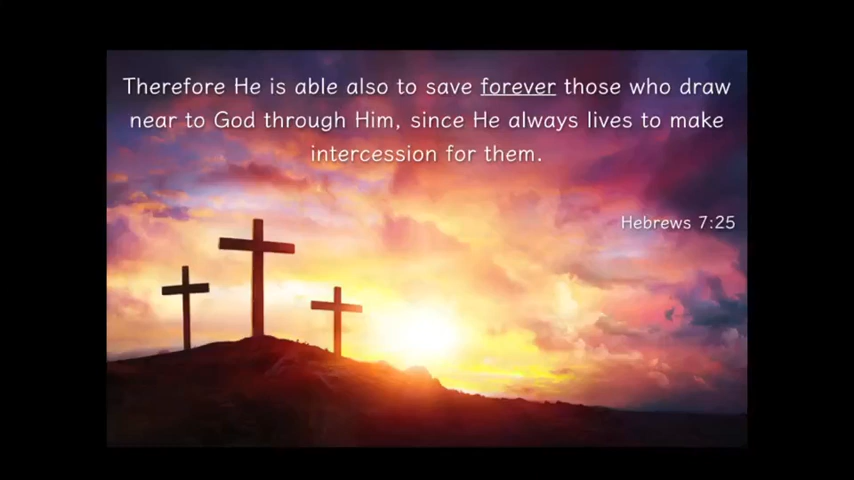 Therefore He is able also to save forever those who draw
near to God through Him, since He always lives to make
intercession for them.
Hebrews 7:25